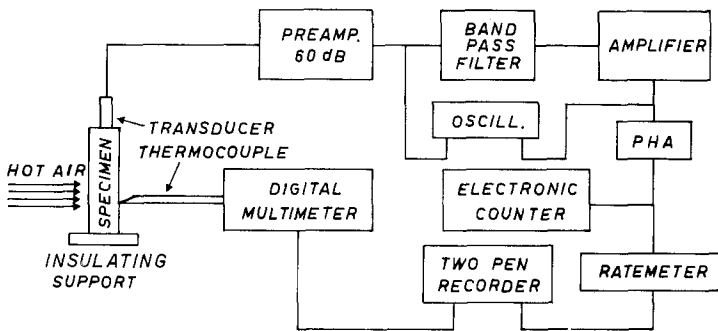 PREAMP.
60 dB
BAND
PASS
FILTER
AMPLIFIER
OSCILL.
PHA
TRANSDUCER
THERMOCOUPLE
HOT AIR
SPECIMEN
DIGITAL
MULTIMETER
ELECTRONIC
COUNTER
INSULATING
SUPPORT
TWO PEN
RECORDER
RATEMETER